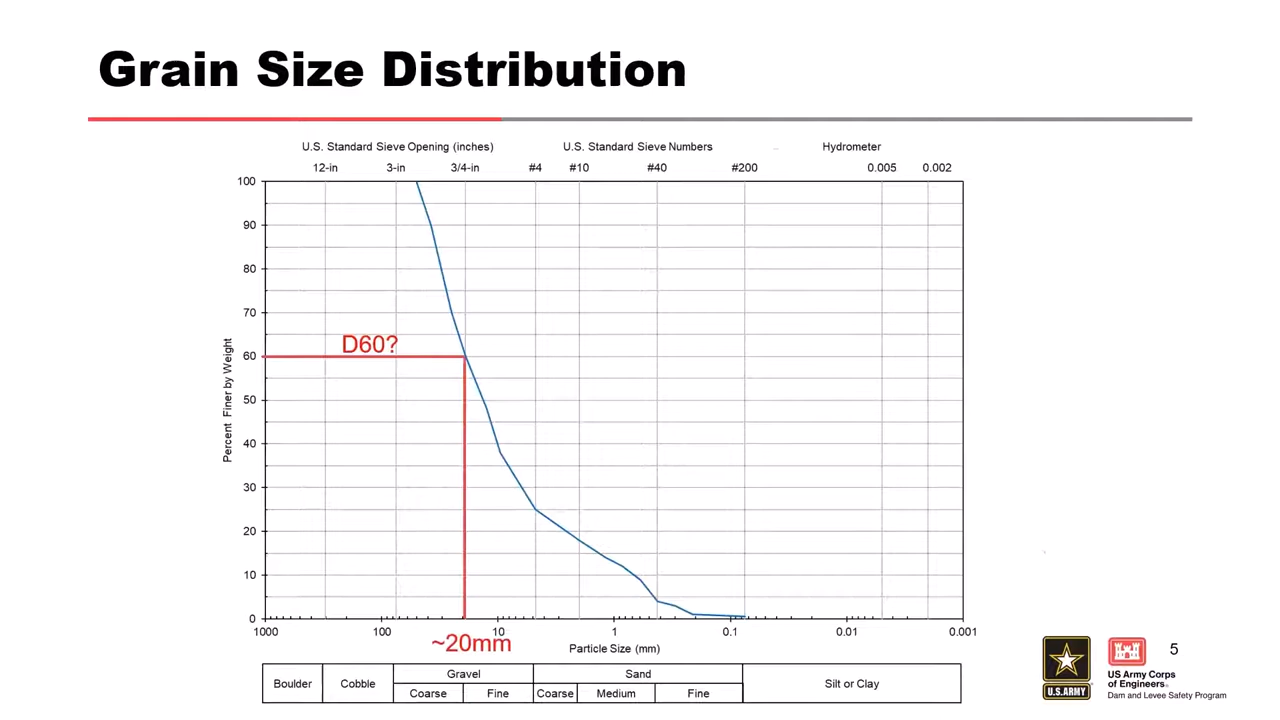 Grain Size Distribution
U.S. Standard Sieve Opening (inches) U.S. Standard Sieve Numbers Hydrometer
12-in 3-in 3/4-in #4 #10 #40 #200 0.005 0.002
100
90
80
70
D60?
60
50
40
30
20
10
0
Percent Finer by Weight
1000 100 10 1 0.1 0.01 0.001
~20mm
Particle Size (mm)
Boulder Cobble Gravel Sand Silt or Clay
Coarse Fine Coarse Medium Fine
U.S.ARMY
US Army Corps
of Engineers®
Dam and Levee Safety Program
5